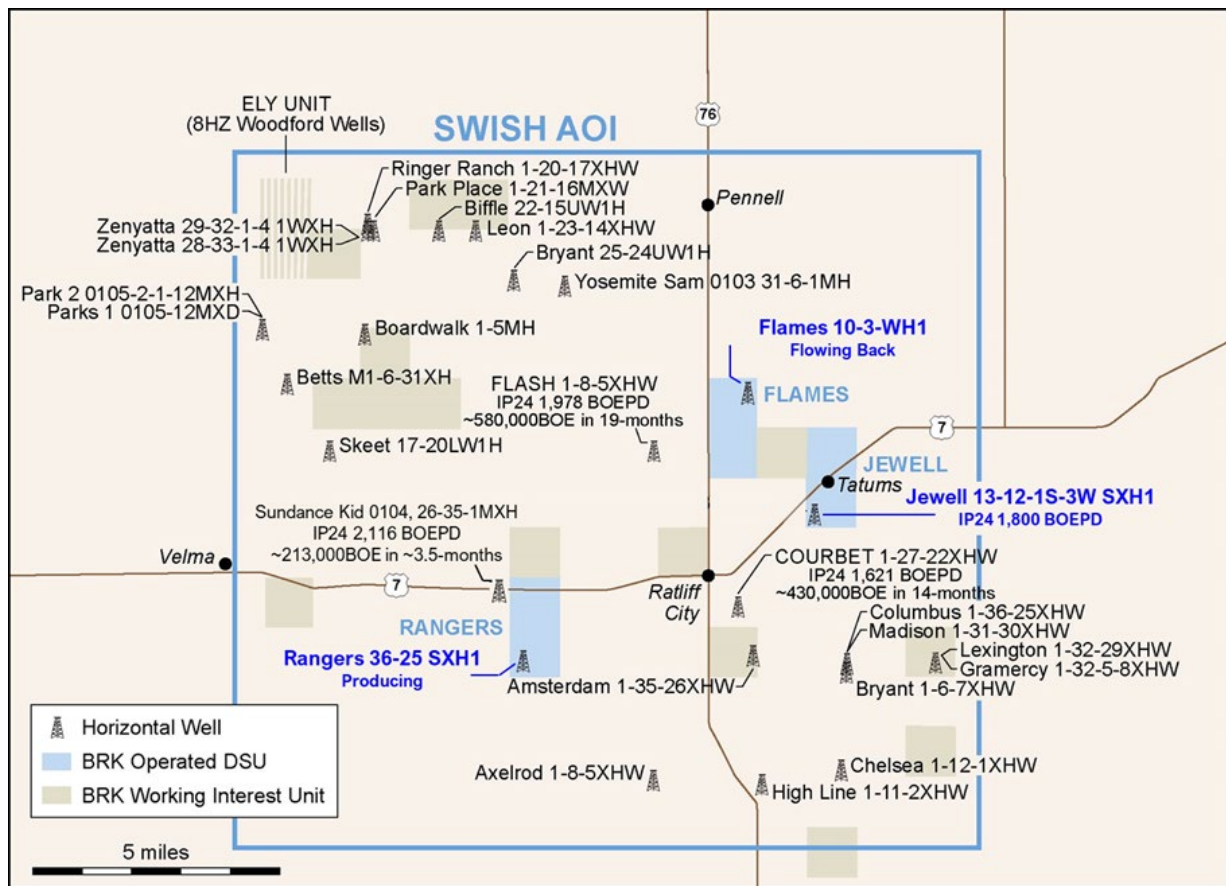 ELY UNIT
(8HZ Woodford Wells)
SWISH AOI
76
Ringer Ranch 1-20-17XHW
Park Place 1-21-16MXW
Biffle 22-15UW1H
Leon 1-23-14XHW
Pennell
Zenyatta 29-32-1-4 1WXH
Zenyatta 28-33-1-4 1WXH
Bryant 25-24UW1H
Yosemite Sam 0103 31-6-1MH
Park 2 0105-2-1-12MXH
Parks 1 0105-12MXD
Boardwalk 1-5MH
Flames 10-3-WH1
Flowing Back
Betts M1-6-31XH
FLASH 1-8-5XHW
IP24 1,978 BOEPD
~580,000BOE in 19-months
FLAMES
7
Skeet 17-20LW1H
JEWELL
Tatums
Jewell 13-12-1S-3W SXH1
IP24 1,800 BOEPD
Sundance Kid 0104, 26-35-1MXH
IP24 2,116 BOEPD
~213,000BOE in ~3.5-months
Velma
7
Ratliff
City
COURBET 1-27-22XHW
IP24 1,621 BOEPD
~430,000BOE in 14-months
RANGERS
Rangers 36-25 SXH1
Producing
Columbus 1-36-25XHW
Madison 1-31-30XHW
Lexington 1-32-29XHW
Gramercy 1-32-5-8XHW
Amsterdam 1-35-26XHW
Bryant 1-6-7XHW
Horizontal Well
BRK Operated DSU
BRK Working Interest Unit
Axelrod 1-8-5XHW
Chelsea 1-12-1XHW
High Line 1-11-2XHW
5 miles